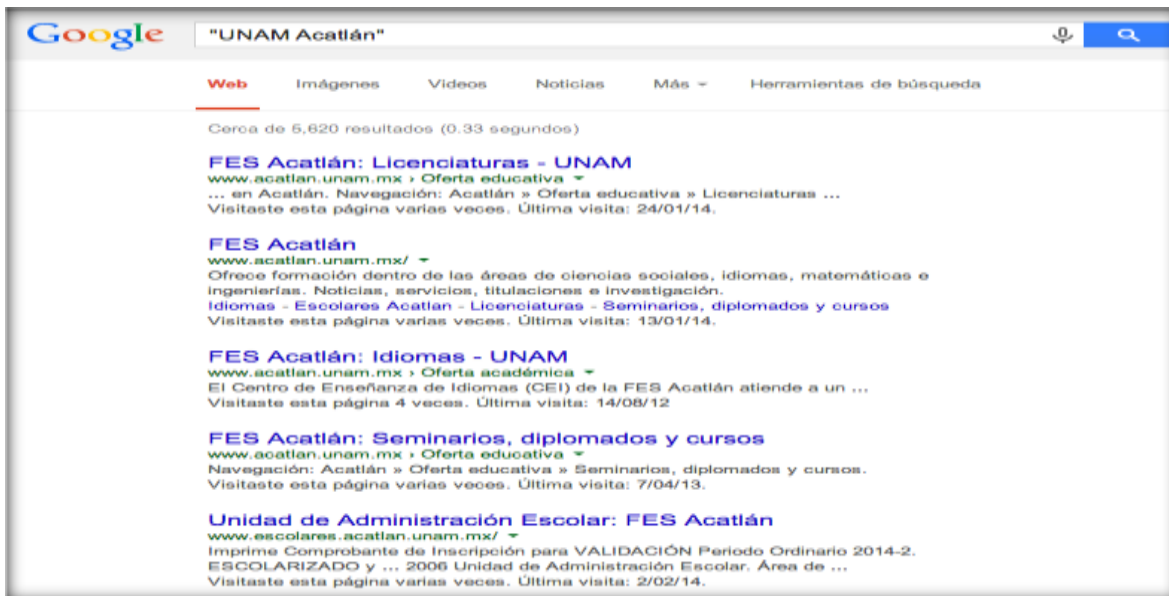 Google "UNAM Acatlán"
Web Imágenes Videos Noticias Más Herramientas de búsqueda
Cerca de 5,620 resultados (0.33 segundos)
FES Acatlán: Licenciaturas - UNAM
www.acatlan.unam.mx › Oferta educativa
... en Acatlán. Navegación: Acatlán » Oferta educativa » Licenciaturas ...
Visitaste esta página varias veces. Última visita: 24/01/14.
FES Acatlán
www.acatlan.unam.mx/
Ofrece formación dentro de las áreas de ciencias sociales, idiomas, matemáticas e
ingenierías. Noticias, servicios, titulaciones e investigación.
Idiomas - Escolares Acatlan - Licenciaturas - Seminarios, diplomados y cursos
Visitaste esta página varias veces. Última visita: 13/01/14.
FES Acatlán: Idiomas - UNAM
www.acatlan.unam.mx › Oferta académica
El Centro de Enseñanza de Idiomas (CEI) de la FES Acatlán atiende a un ...
Visitaste esta página 4 veces. Última visita: 14/08/12
FES Acatlán: Seminarios, diplomados y cursos
www.acatlan.unam.mx › Oferta educativa
Navegación: Acatlán » Oferta educativa » Seminarios, diplomados y cursos.
Visitaste esta página varias veces. Última visita: 7/04/13.
Unidad de Administración Escolar: FES Acatlán
www.escolares.acatlan.unam.mx/
Imprime Comprobante de Inscripción para VALIDACIÓN Periodo Ordinario 2014-2.
ESCOLARIZADO y ... 2006 Unidad de Administración Escolar. Área de ...
Visitaste esta página varias veces. Última visita: 2/02/14.